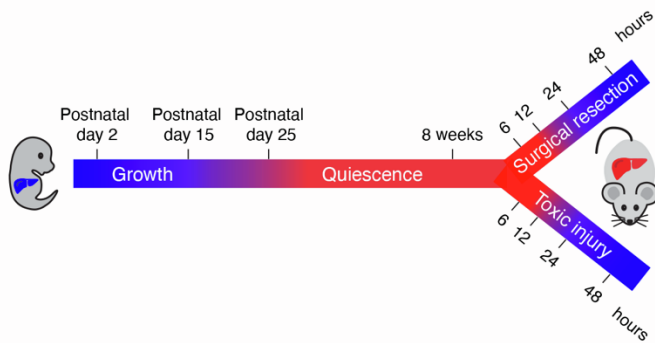 Postnatal
day 2
Postnatal
day 15
Postnatal
day 25
8 weeks
Growth
Quiescence
6
12
24
48
hours
Surgical resection
Toxic injury
6
12
24
48
hours